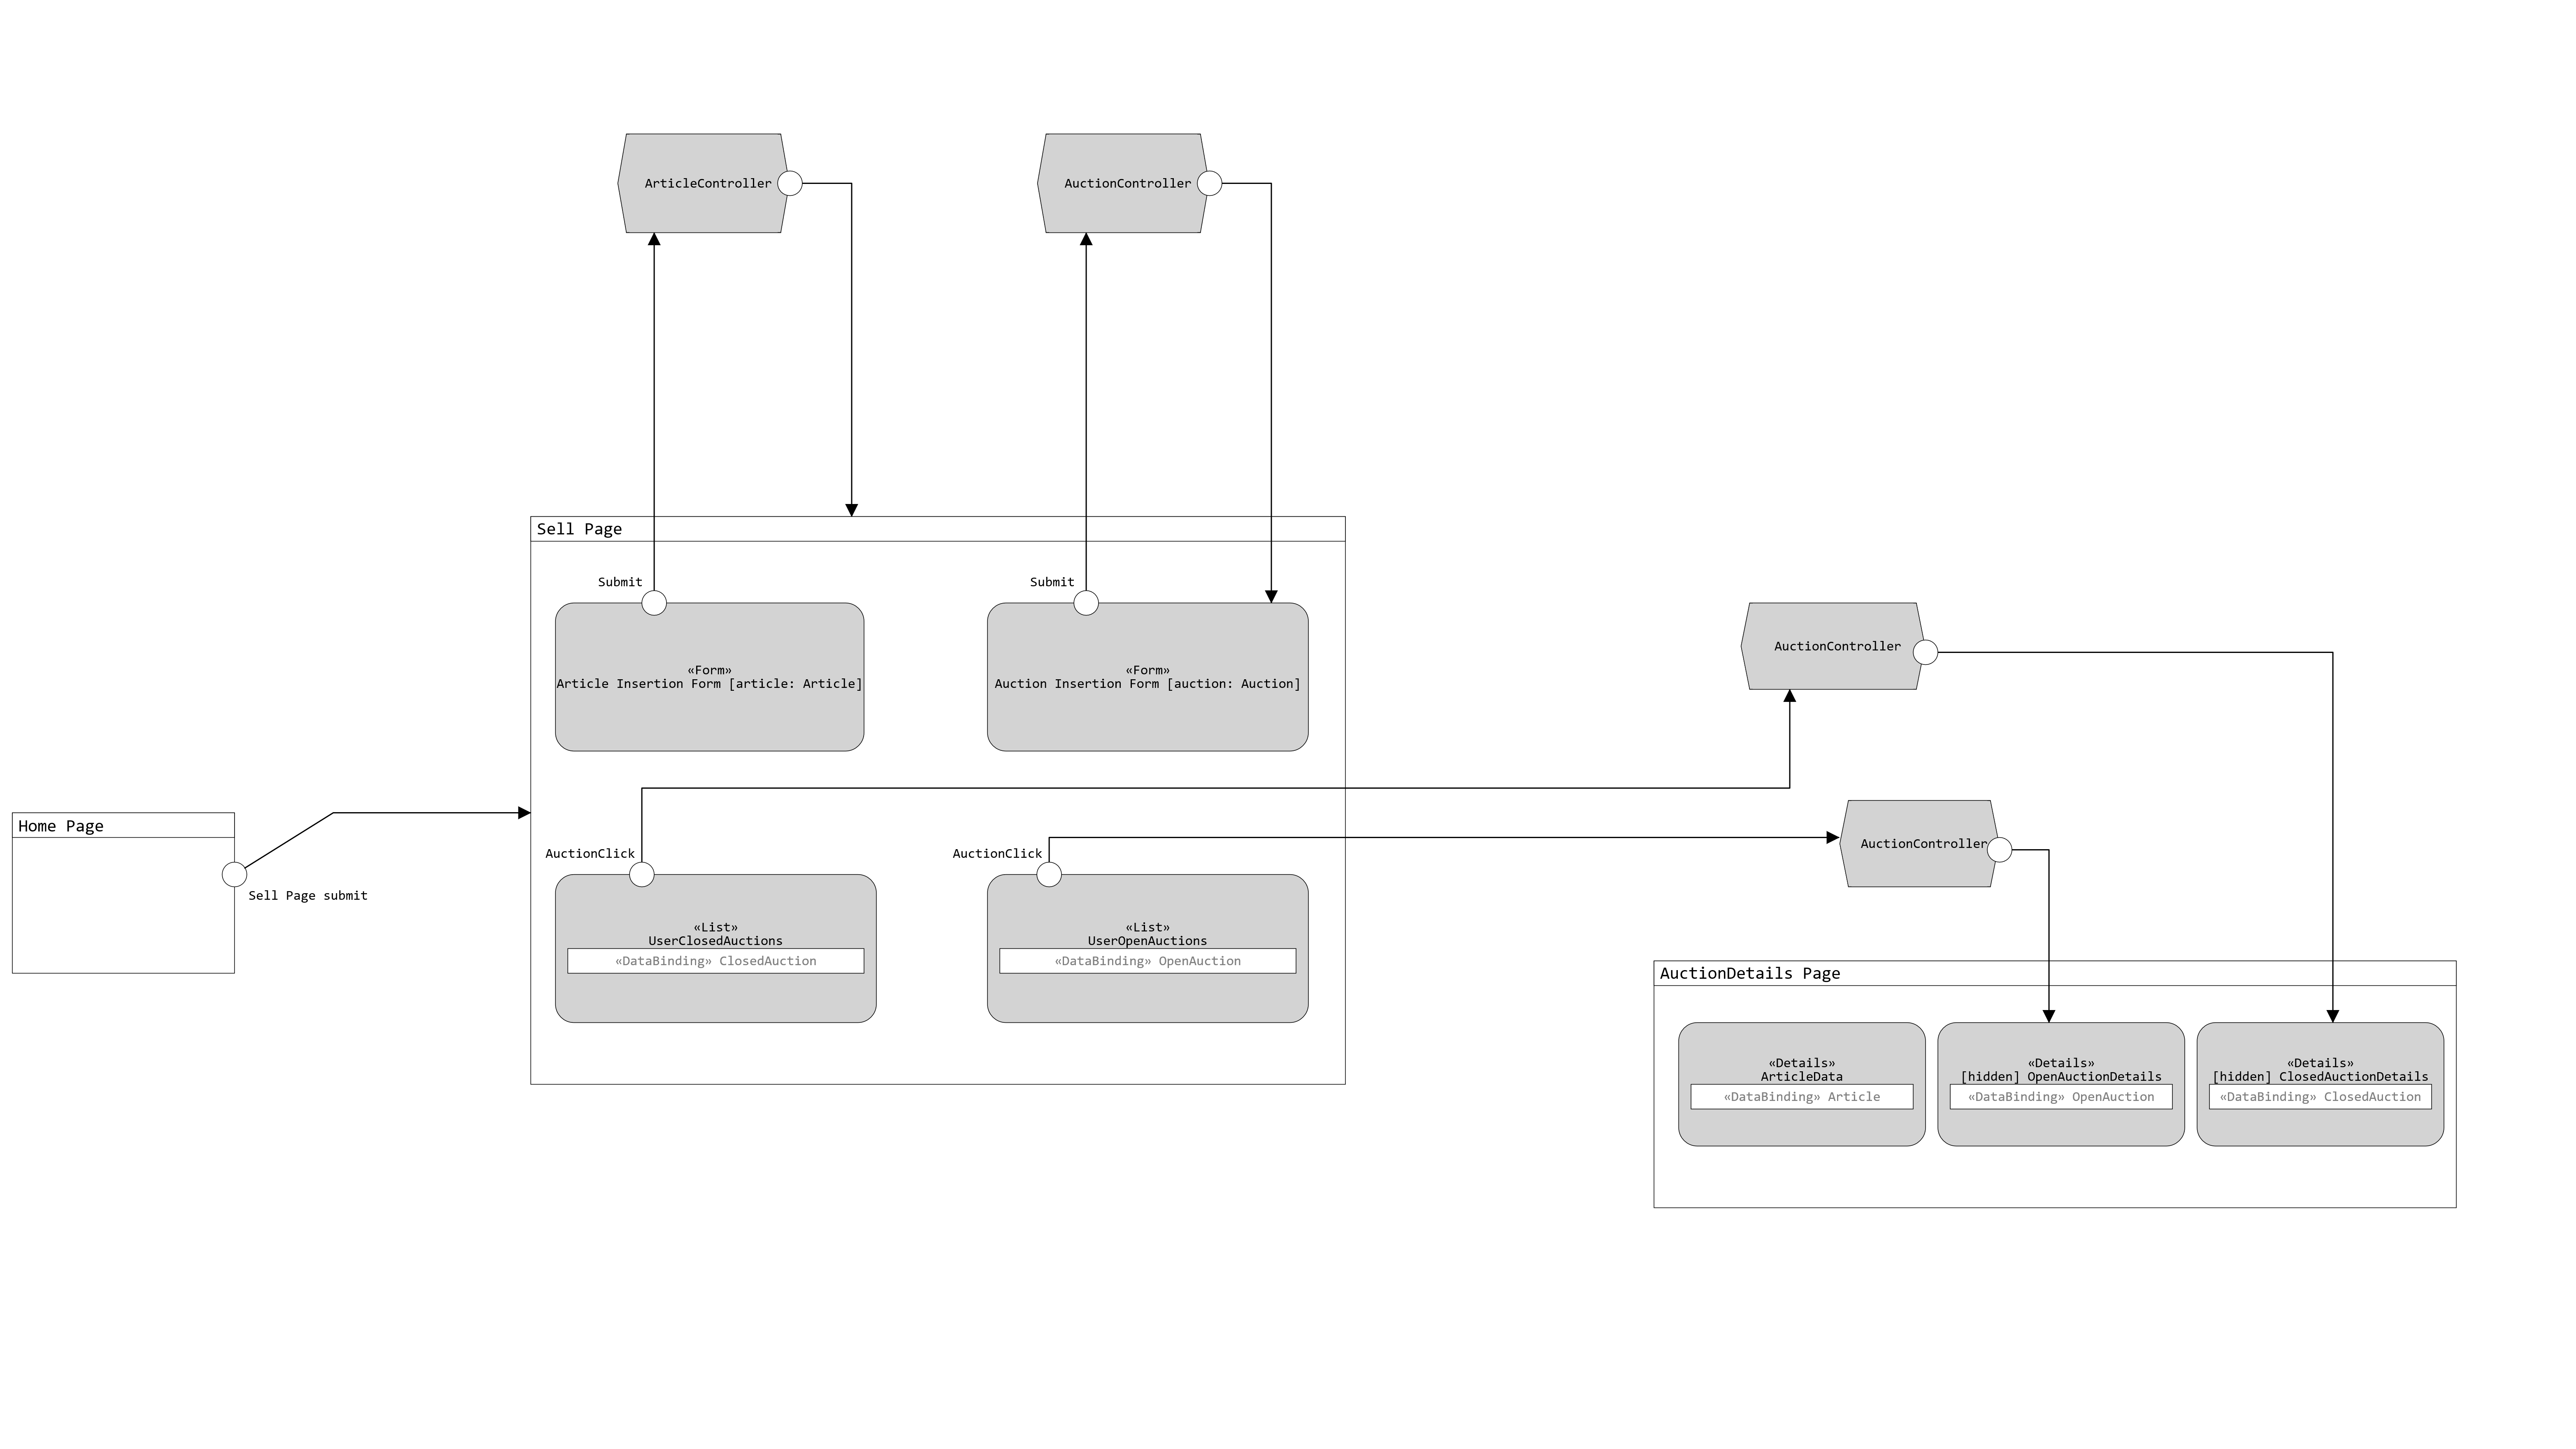 ArticleController
AuctionController
Sell Page
Submit
Submit
«Form»
Article Insertion Form [article: Article]
«Form»
Auction Insertion Form [auction: Auction]
AuctionController
Home Page
Sell Page submit
AuctionClick
AuctionClick
AuctionController
«List»
UserClosedAuctions
«DataBinding» ClosedAuction
«List»
UserOpenAuctions
«DataBinding» OpenAuction
AuctionDetails Page
«Details»
ArticleData
«DataBinding» Article
«Details»
[hidden] OpenAuctionDetails
«DataBinding» OpenAuction
«Details»
[hidden] ClosedAuctionDetails
«DataBinding» ClosedAuction